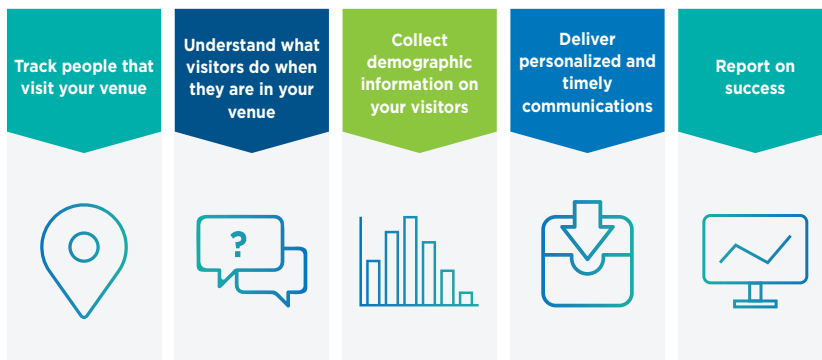 Track people that
visit your venue
Understand what
visitors do when
they are in your
venue
Collect
demographic
information on
your visitors
Deliver
personalized and
timely
communications
Report on
success
?